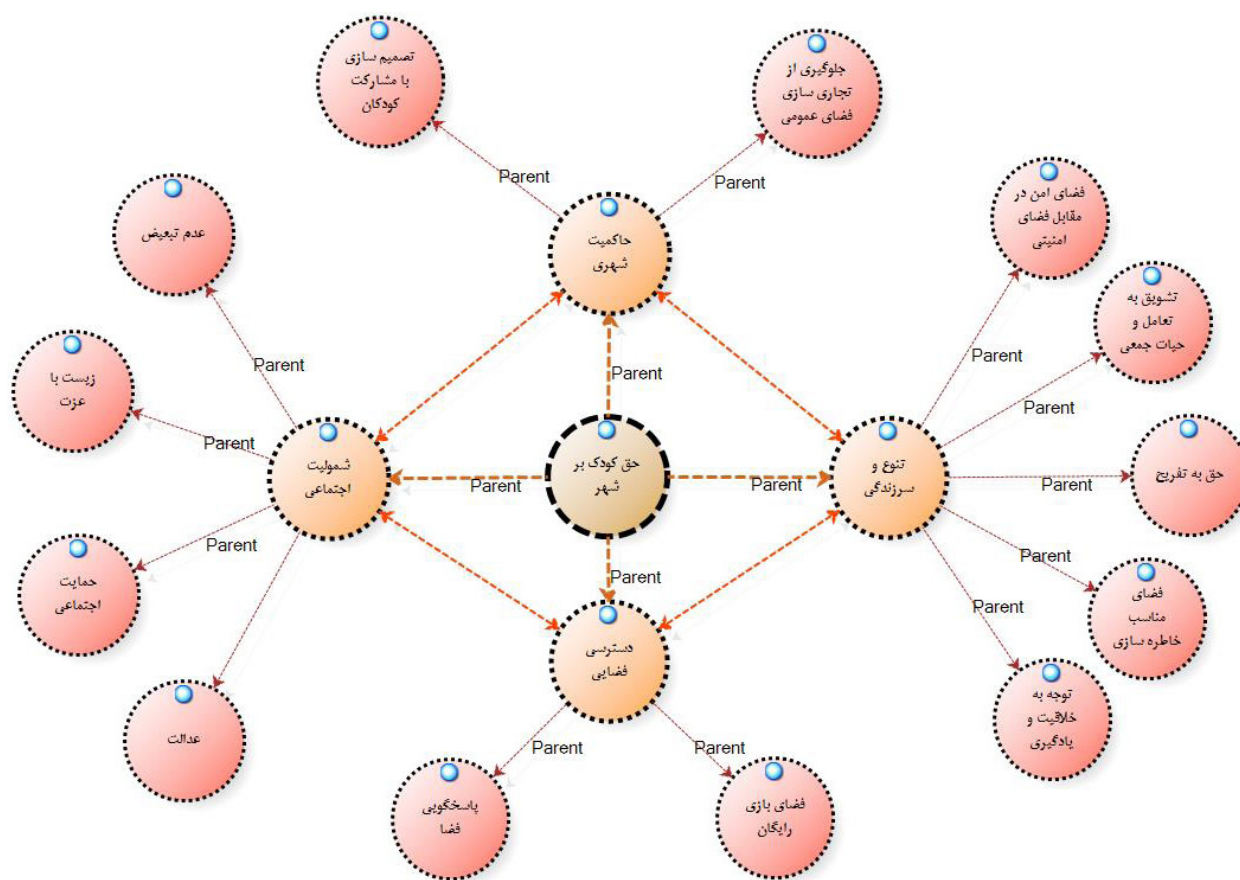 تصمیم سازی
با مشارکت
کودکان
جلوگیری از
تجاری سازی
فضای عمومی
Parent
Parent
فضای امن در
مقابل فضای
امنیتی
عدم تبعیض
حاکمیت
شهری
تشویق به
تعامل و
حیات جمعی
Parent
Parent
Parent
Parent
زیست با
عزت
Parent
شمولیت
اجتماعی
حق کودک بر
شهر
تنوع و
سرزندگی
حق به تفریح
Parent
Parent
Parent
حمایت
اجتماعی
Parent
Parent
Parent
Parent
فضای
مناسب
خاطره سازی
دسترسی
فضایی
عدالت
توجه به
خلاقیت و
یادگیری
Parent
Parent
پاسخگویی
فضا
فضای بازی
رایگان